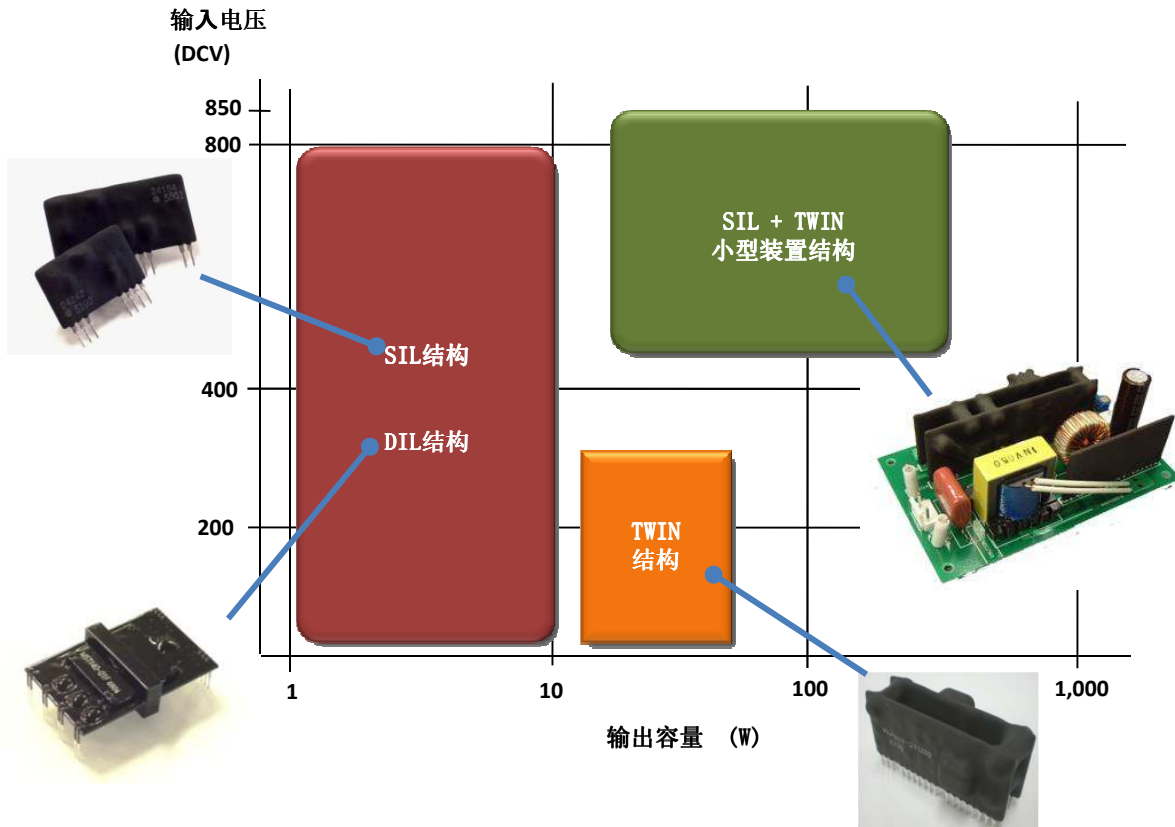 输入电压
(DCV)
850
800
400
200
SIL + TWIN
小型装置结构
SIL结构
DIL结构
TWIN
结构
1
10
100
1,000
输出容量 (W)